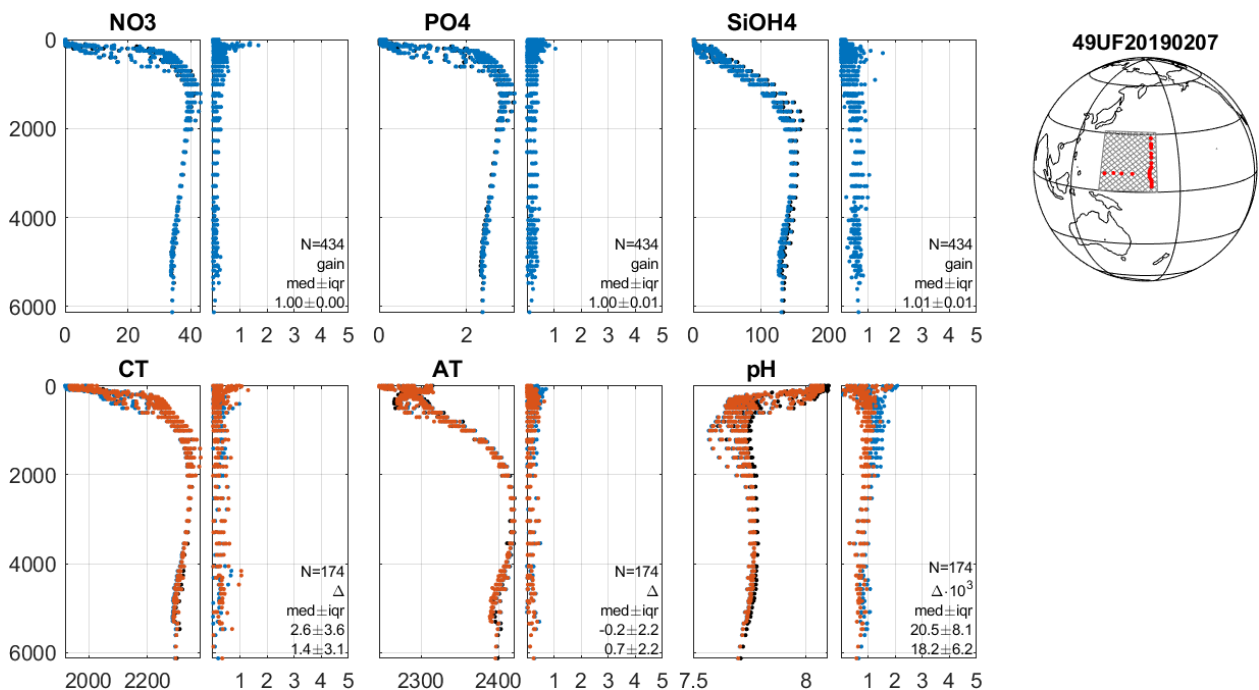 NO3
PO4
SiOH4
49UF20190207
0
2000
4000
6000
N=434
gain
med±iqr
1.00±0.00
N=434
gain
med±iqr
1.00±0.01
N=434
gain
med±iqr
1.01±0.01
0 20 40
1 2 3 4 5
0 2
1 2 3 4 5
0 100 200
1 2 3 4 5
CT
AT
pH
0
2000
4000
6000
N=174
Δ
med±iqr
2.6±3.6
1.4±3.1
N=174
Δ
med±iqr
-0.2±2.2
0.7±2.2
N=174
Δ·10³
med±iqr
20.5±8.1
18.2±6.2
2000 2200
1 2 3 4 5
2300 2400
1 2 3 4 5
7.5 8
1 2 3 4 5